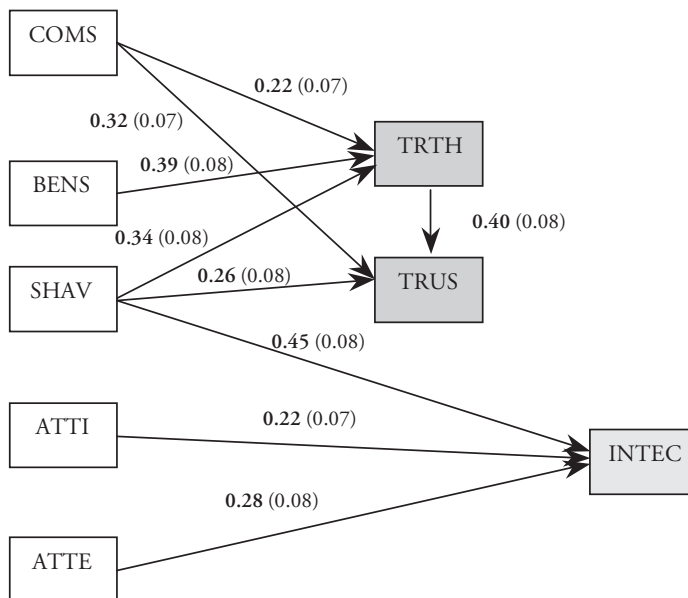 COMS
0.22 (0.07)
0.32 (0.07)
TRTH
0.39 (0.08)
BENS
0.40 (0.08)
0.34 (0.08)
0.26 (0.08)
SHAV
TRUS
0.45 (0.08)
ATTI
0.22 (0.07)
INTEC
0.28 (0.08)
ATTE